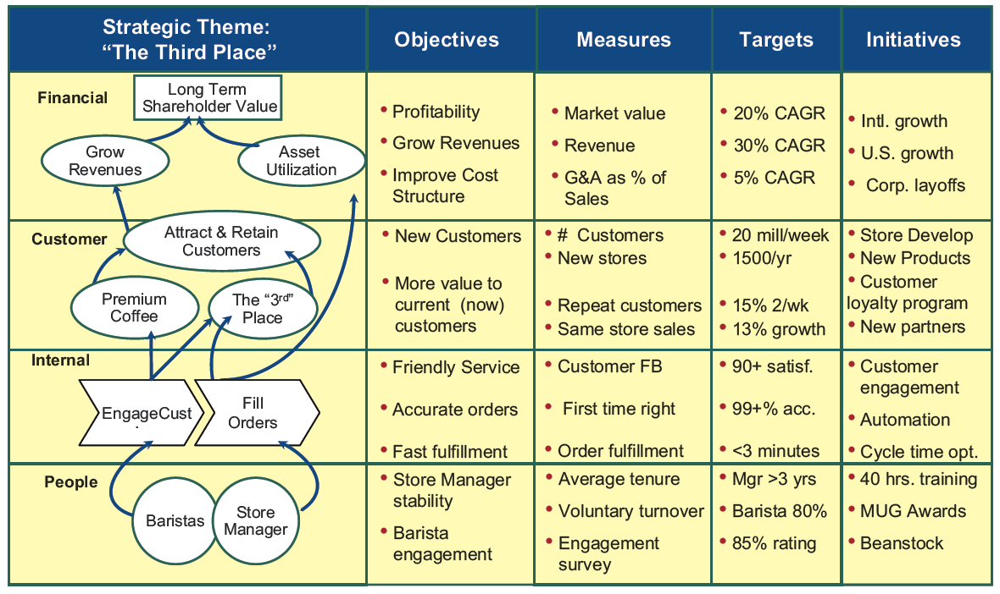 Strategic Theme:
“The Third Place”
Objectives
Measures
Targets
Initiatives
Financial
Long Term
Shareholder Value
Grow
Revenues
Asset
Utilization
• Profitability
• Grow Revenues
• Improve Cost
Structure
• Market value
• Revenue
• G&A as % of
Sales
• 20% CAGR
• 30% CAGR
• 5% CAGR
• Intl. growth
• U.S. growth
• Corp. layoffs
Customer
Attract & Retain
Customers
Premium
Coffee
The “3rd”
Place
• New Customers
• More value to
current (now)
customers
• # Customers
• New stores
• Repeat customers
• Same store sales
• 20 mill/week
• 1500/yr
• 15% 2/wk
• 13% growth
• Store Develop
• New Products
• Customer
loyalty program
• New partners
Internal
EngageCust
.
Fill
Orders
• Friendly Service
• Accurate orders
• Fast fulfillment
• Customer FB
• First time right
• Order fulfillment
• 90+ satisf.
• 99+% acc.
• <3 minutes
• Customer
engagement
• Automation
• Cycle time opt.
People
Baristas
Store
Manager
• Store Manager
stability
• Barista
engagement
• Average tenure
• Voluntary turnover
• Engagement
survey
• Mgr >3 yrs
• Barista 80%
• 85% rating
• 40 hrs. training
• MUG Awards
• Beanstock